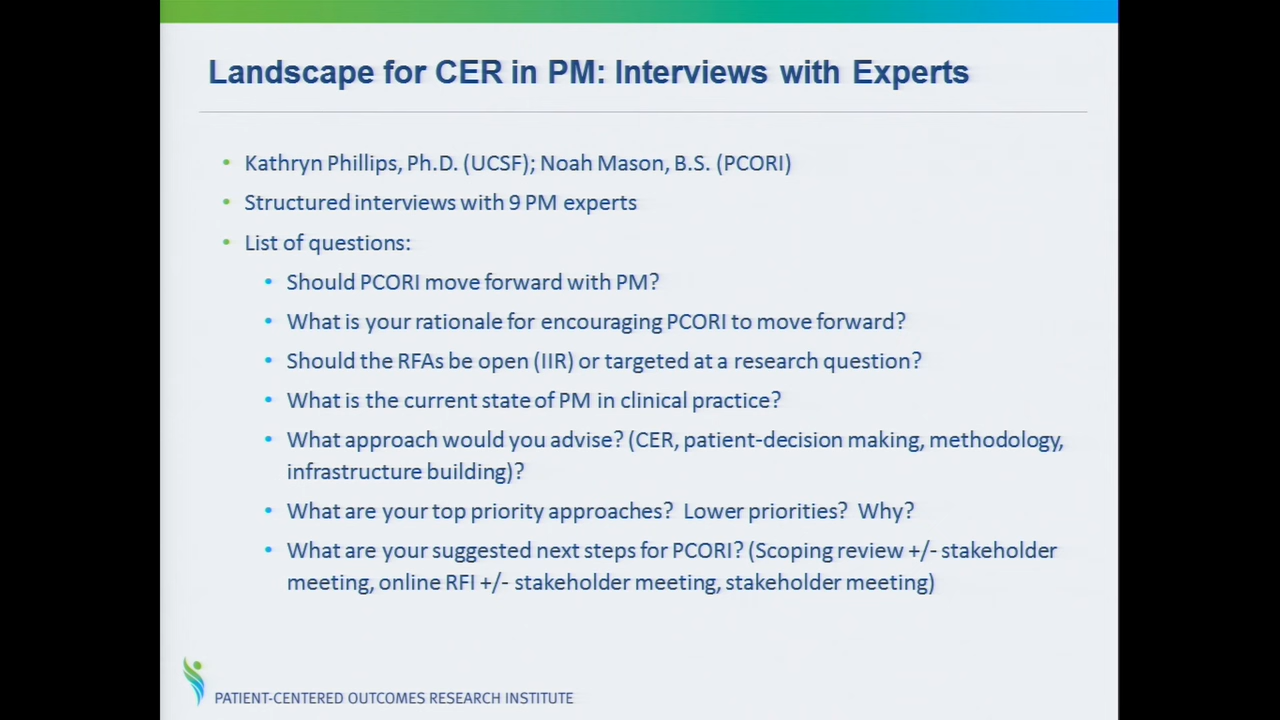 Landscape for CER in PM: Interviews with Experts
• Kathryn Phillips, Ph.D. (UCSF); Noah Mason, B.S. (PCORI)
• Structured interviews with 9 PM experts
• List of questions:
• Should PCORI move forward with PM?
• What is your rationale for encouraging PCORI to move forward?
• Should the RFAs be open (IIR) or targeted at a research question?
• What is the current state of PM in clinical practice?
• What approach would you advise? (CER, patient-decision making, methodology,
infrastructure building)?
• What are your top priority approaches? Lower priorities? Why?
• What are your suggested next steps for PCORI? (Scoping review +/- stakeholder
meeting, online RFI +/- stakeholder meeting, stakeholder meeting)
PATIENT-CENTERED OUTCOMES RESEARCH INSTITUTE